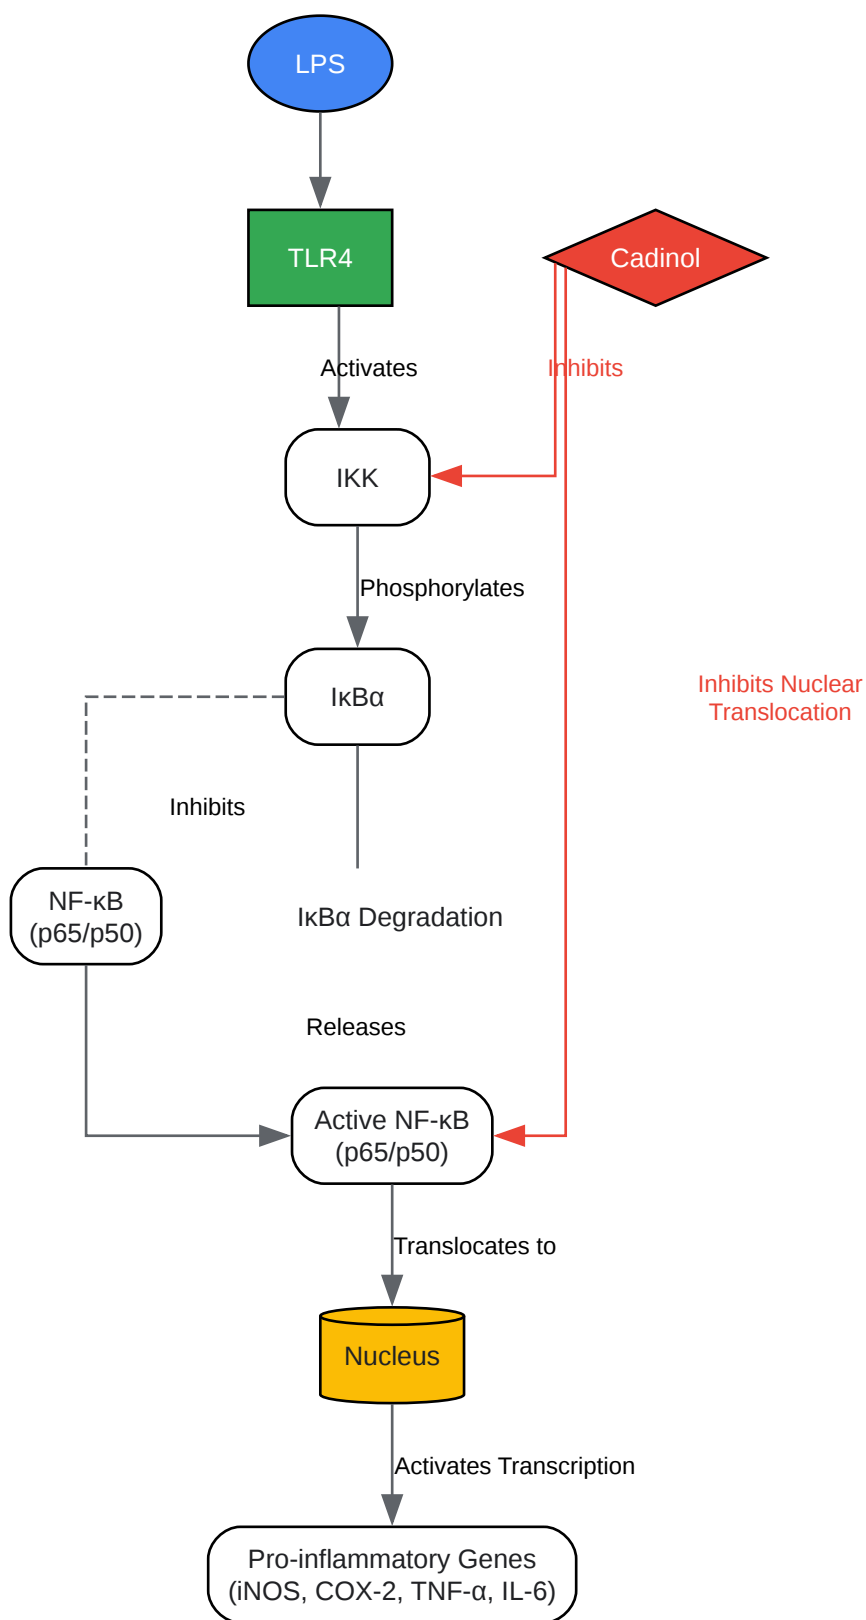 LPS
TLR4
Cadinol
Activates
Inhibits
IKK
Phosphorylates
IκBα
Inhibits Nuclear
Translocation
Inhibits
NF-κB
(p65/p50)
IκBα Degradation
Releases
Active NF-κB
(p65/p50)
Translocates to
Nucleus
Activates Transcription
Pro-inflammatory Genes
(iNOS, COX-2, TNF-α, IL-6)